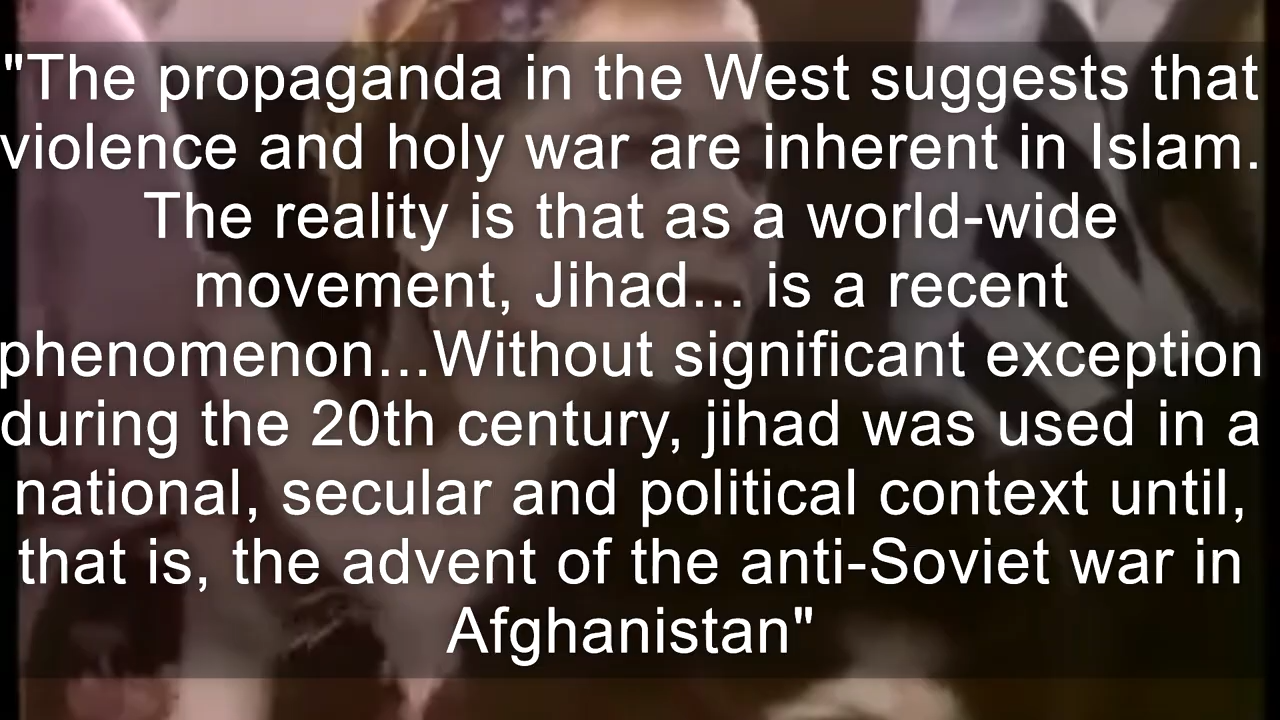 "The propaganda in the West suggests that
violence and holy war are inherent in Islam.
The reality is that as a world-wide
movement, Jihad... is a recent
phenomenon...Without significant exception
during the 20th century, jihad was used in a
national, secular and political context until,
that is, the advent of the anti-Soviet war in
Afghanistan"